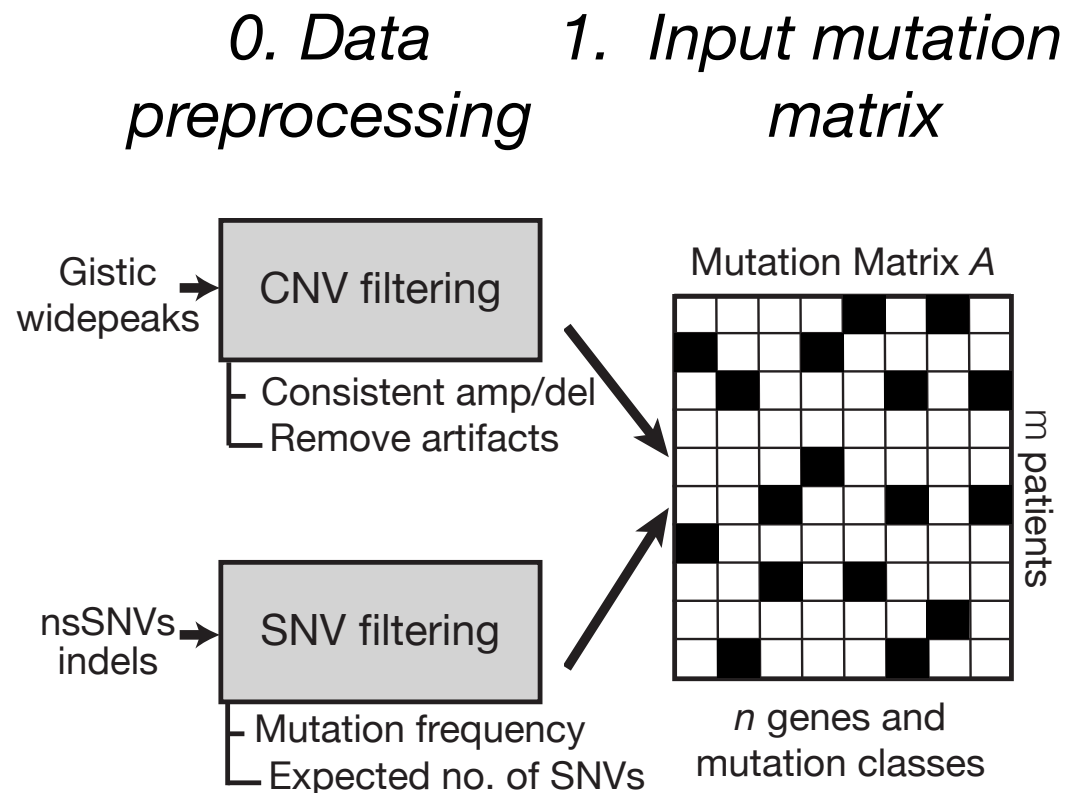 0. Data
preprocessing
1. Input mutation
matrix
Gistic
widepeaks
CNV filtering
Consistent amp/del
Remove artifacts
nsSNVs
indels
SNV filtering
Mutation frequency
Expected no. of SNVs
Mutation Matrix A
m patients
n genes and
mutation classes